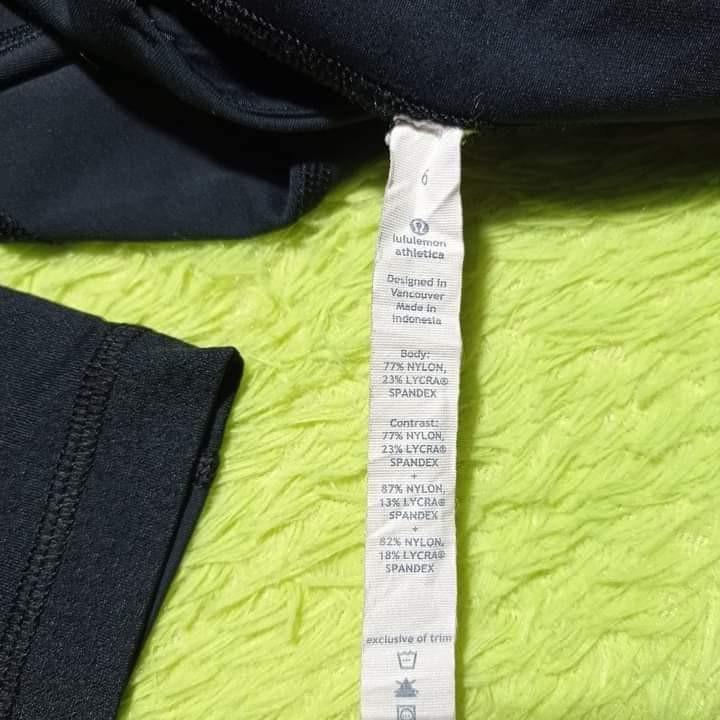 6
lululemon
athletica
Designed in
Vancouver
Made in
Indonesia
Body:
77% NYLON,
23% LYCRA®
SPANDEX
Contrast:
77% NYLON,
23% LYCRA®
SPANDEX
+
87% NYLON,
13% LYCRA®
SPANDEX
+
82% NYLON,
18% LYCRA®
SPANDEX
exclusive of trim